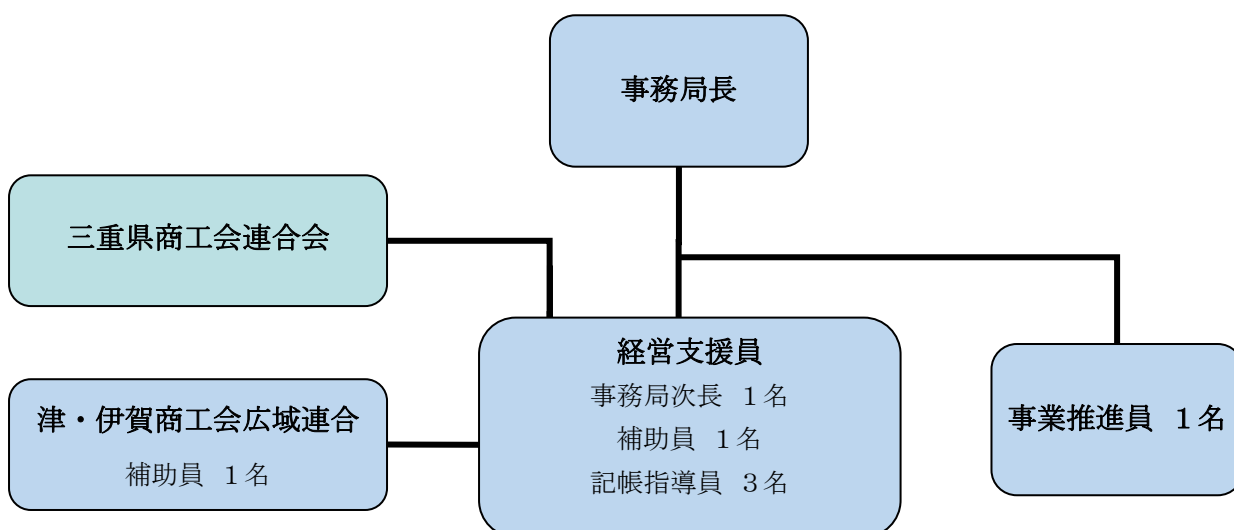 事務局長
三重県商工会連合会
経営支援員
事務局次長 １名
補助員 １名
記帳指導員 ３名
津・伊賀商工会広域連合
補助員 １名
事業推進員 １名